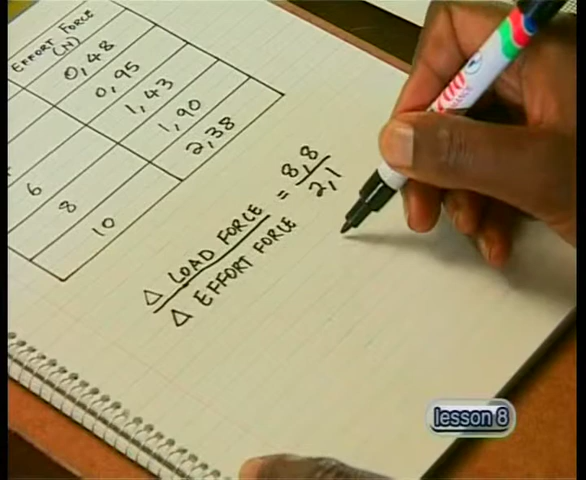 EFFORT FORCE
(N)
0,48
0,95
1,43
6 1,90
8 2,38
10
Δ LOAD FORCE = 8,8
Δ EFFORT FORCE 2,1
lesson 8